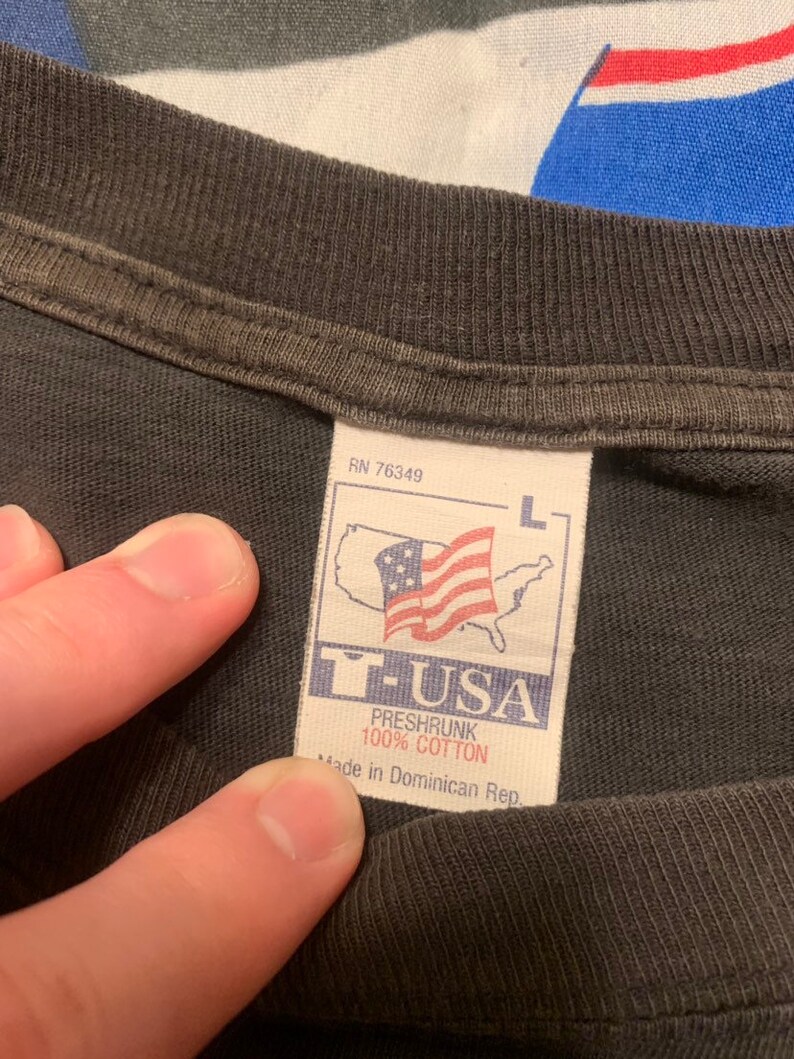 RN 76349
L
T-USA
PRESHRUNK
100% COTTON
Made in Dominican Rep.